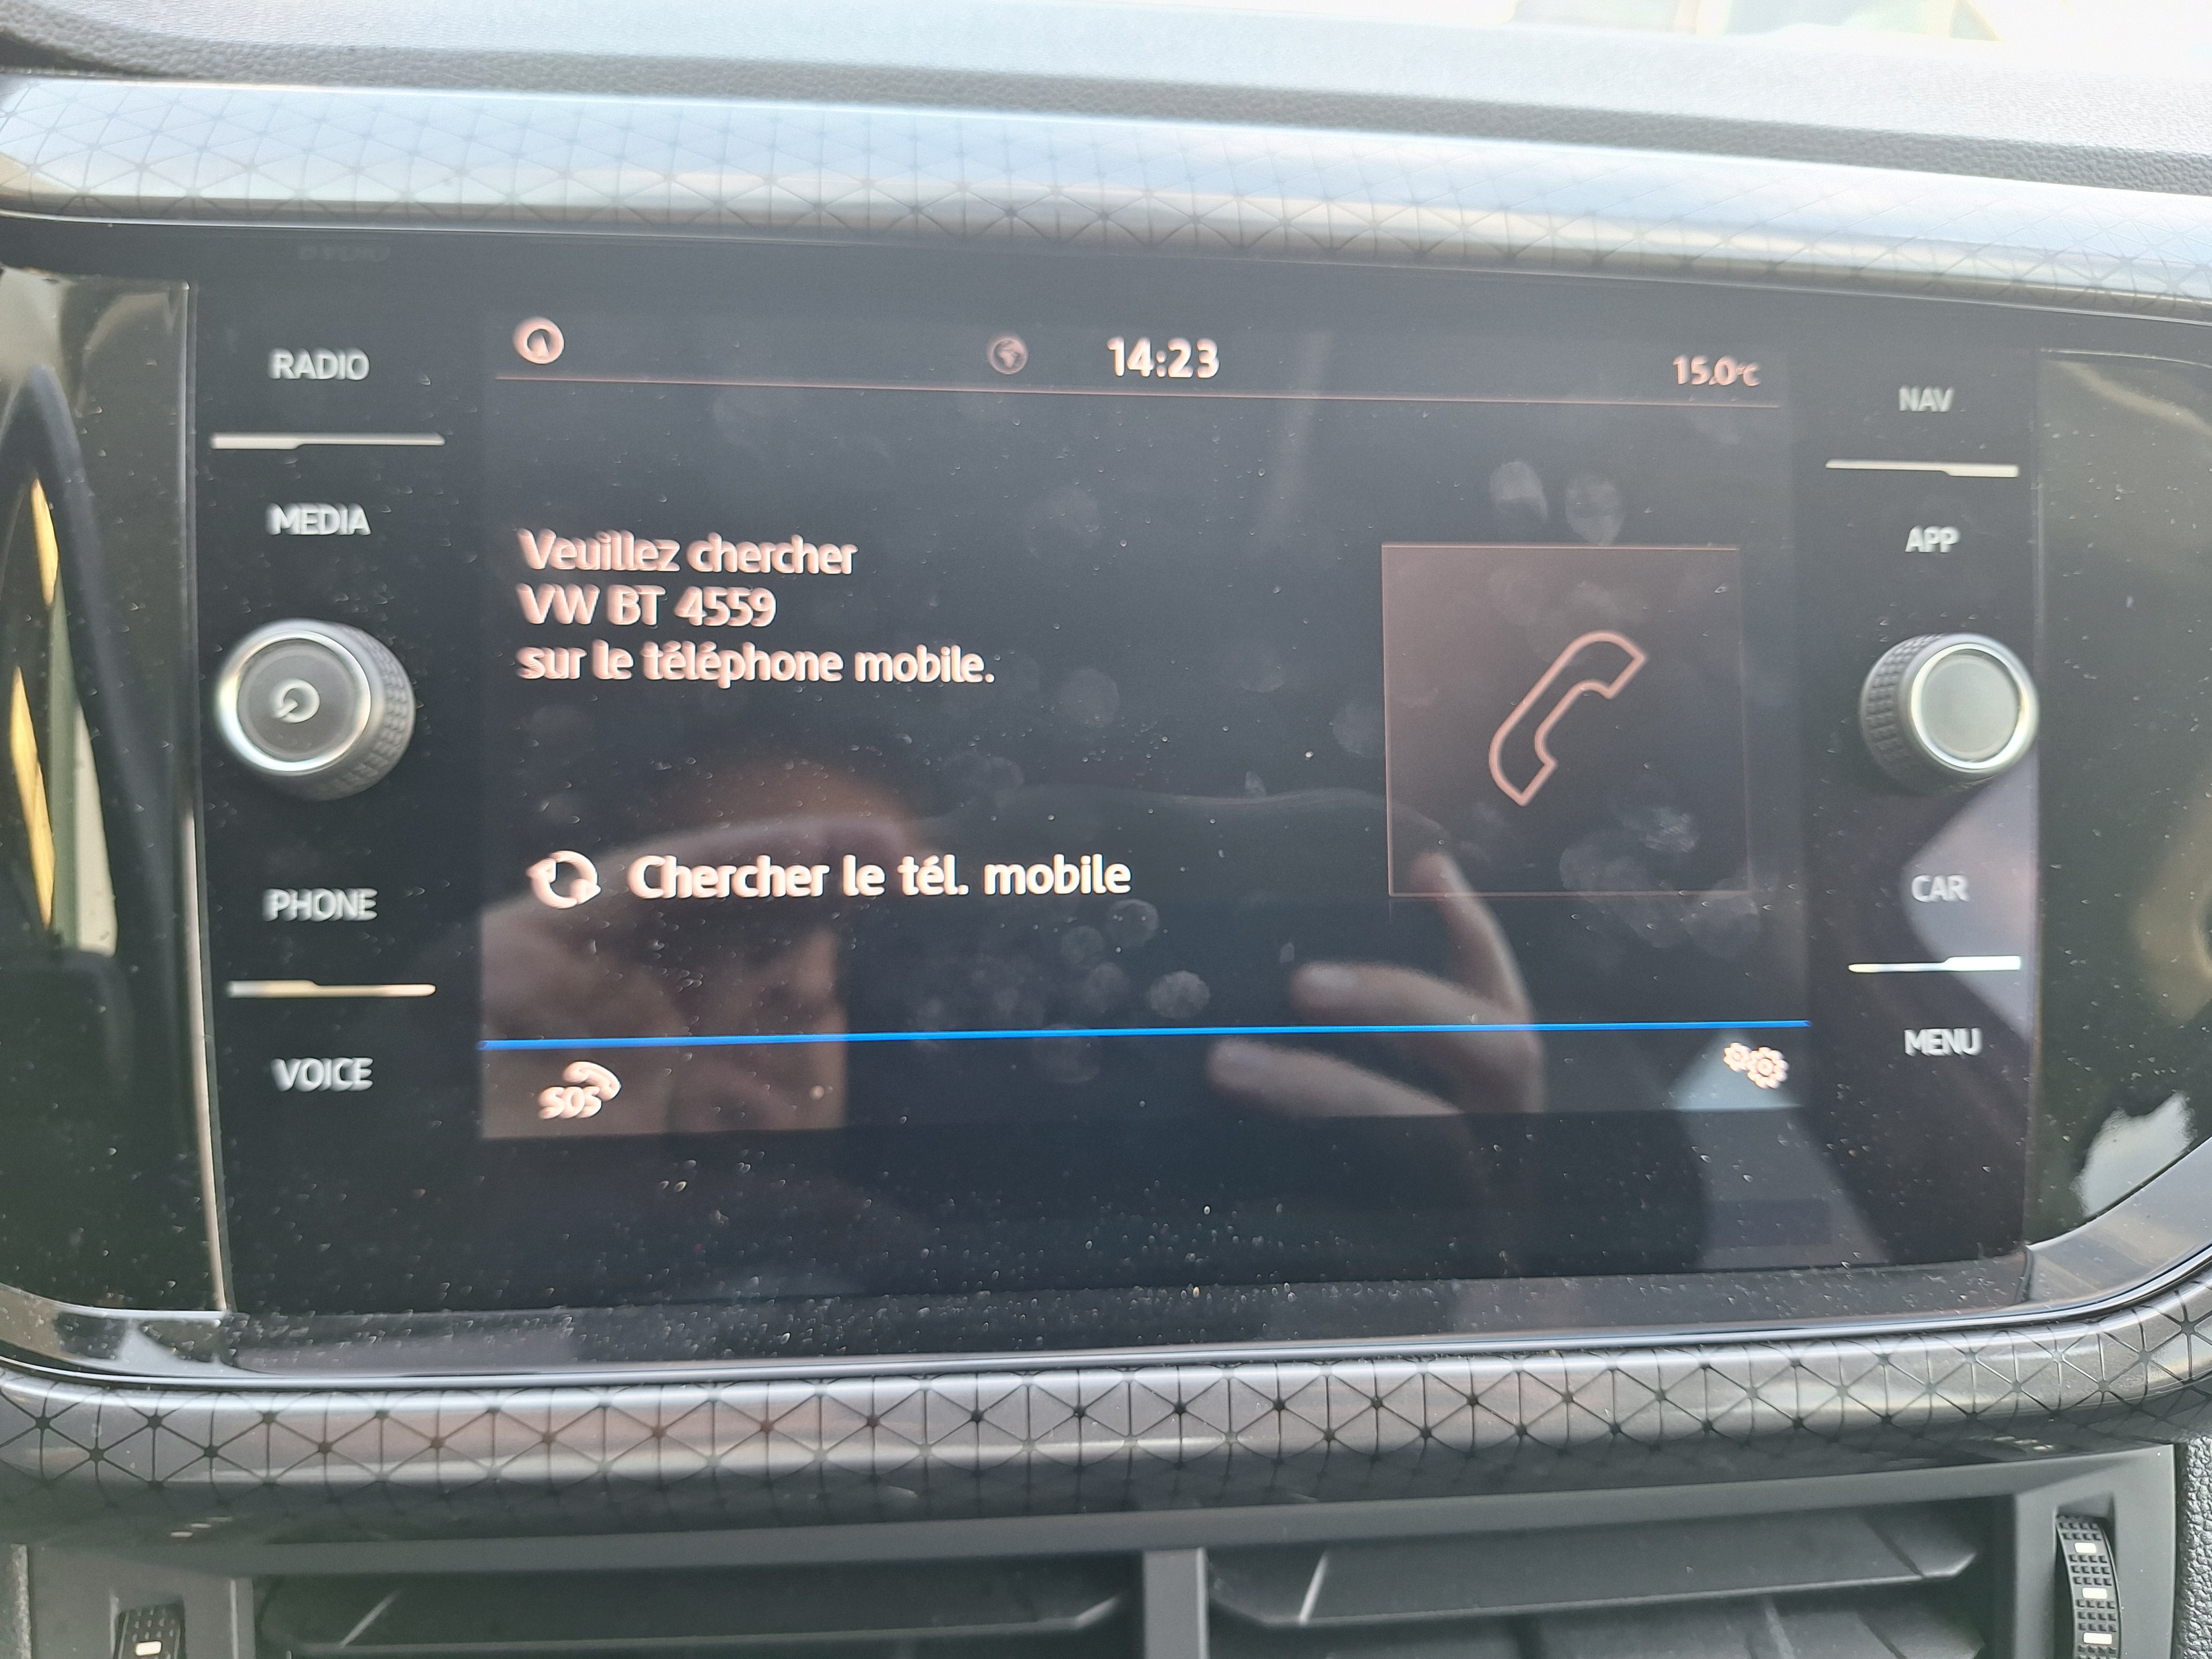 14:23
15.0°C
RADIO
MEDIA
PHONE
VOICE
Veuillez chercher
VW BT 4559
sur le téléphone mobile.
Chercher le tél. mobile
SOS
NAV
APP
CAR
MENU